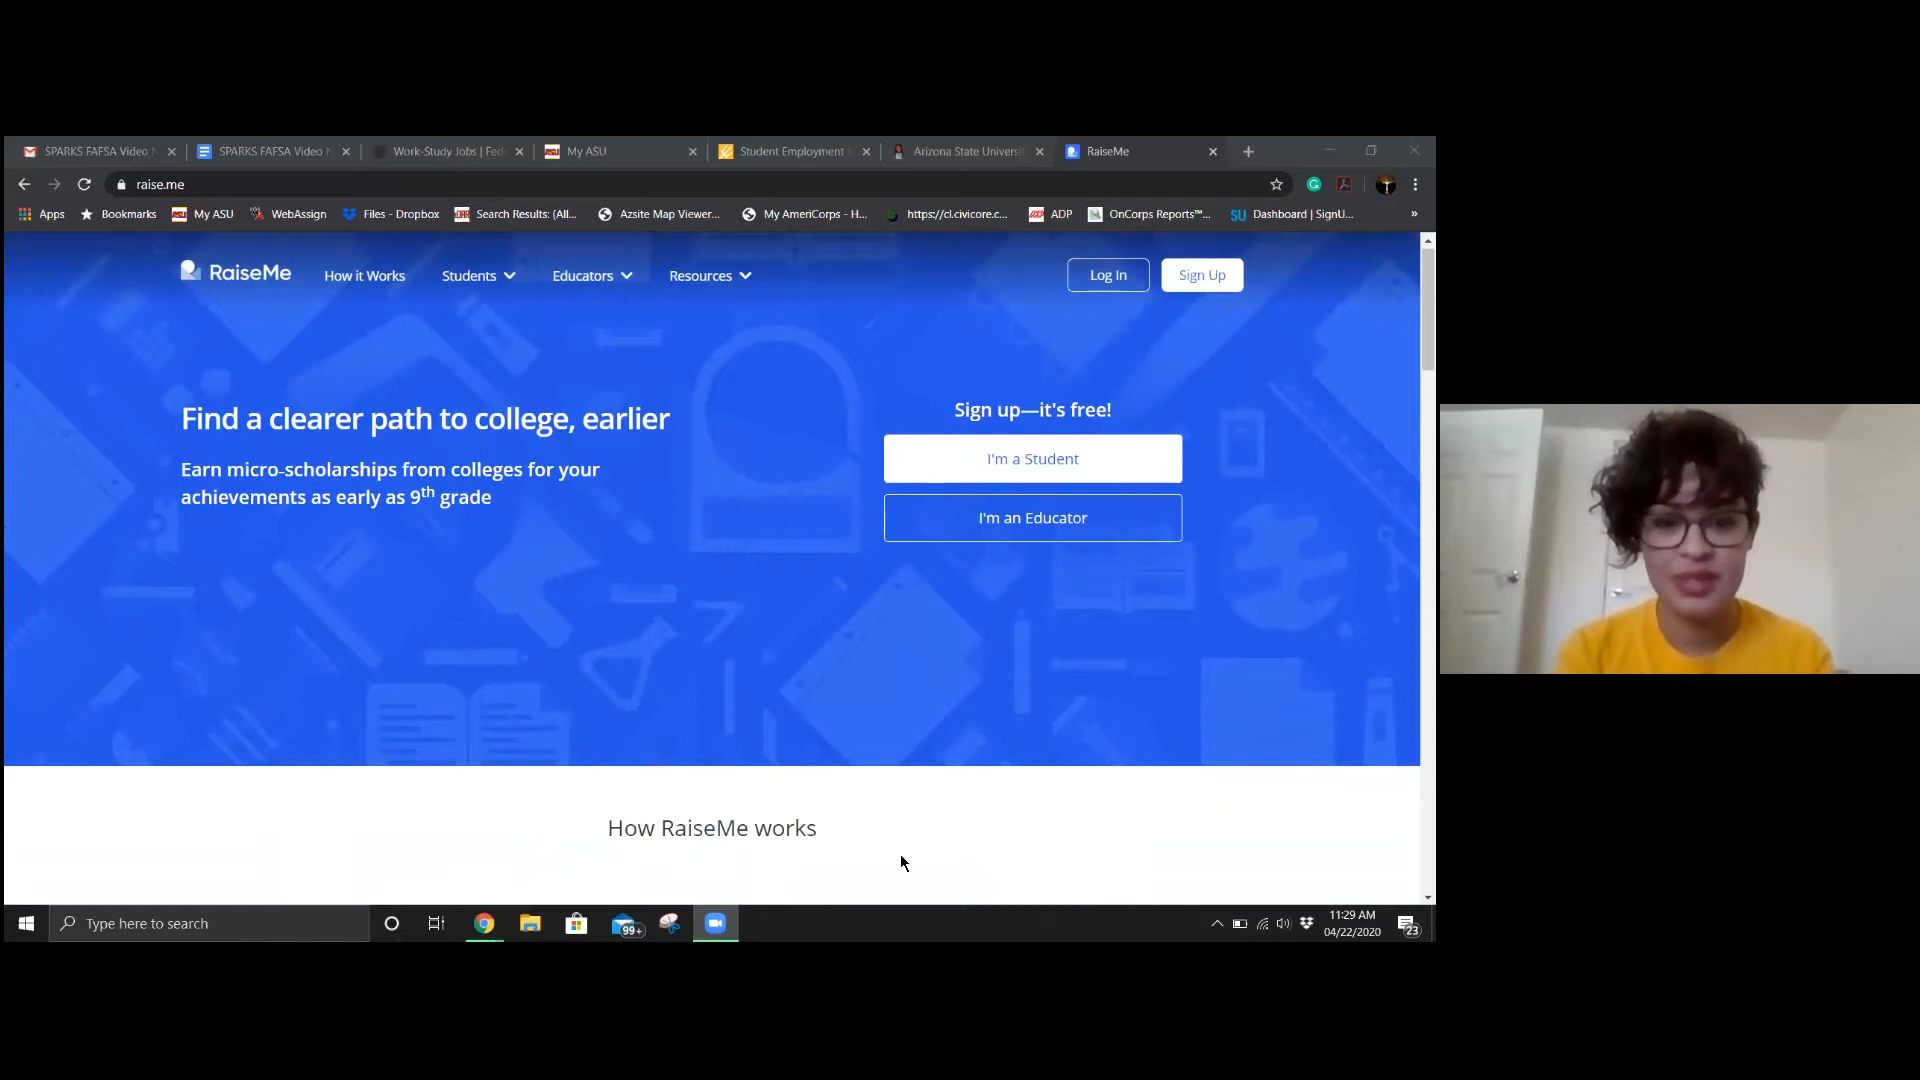 SPARKS FAFSA Video N
SPARKS FAFSA Video N
Work-Study Jobs | Fed
My ASU
Student Employment
Arizona State Universi
RaiseMe
raise.me
Apps
Bookmarks
My ASU
WebAssign
Files - Dropbox
Search Results: (All...
Azsite Map Viewer...
My AmeriCorps - H...
https://cl.civicore.c...
ADP
OnCorps Reports™...
SU Dashboard | SignU...
»
RaiseMe
How it Works
Students
Educators
Resources
Log In
Sign Up
Find a clearer path to college, earlier
Earn micro-scholarships from colleges for your
achievements as early as 9th grade
Sign up—it's free!
I'm a Student
I'm an Educator
How RaiseMe works
Type here to search
99+
11:29 AM
04/22/2020
23